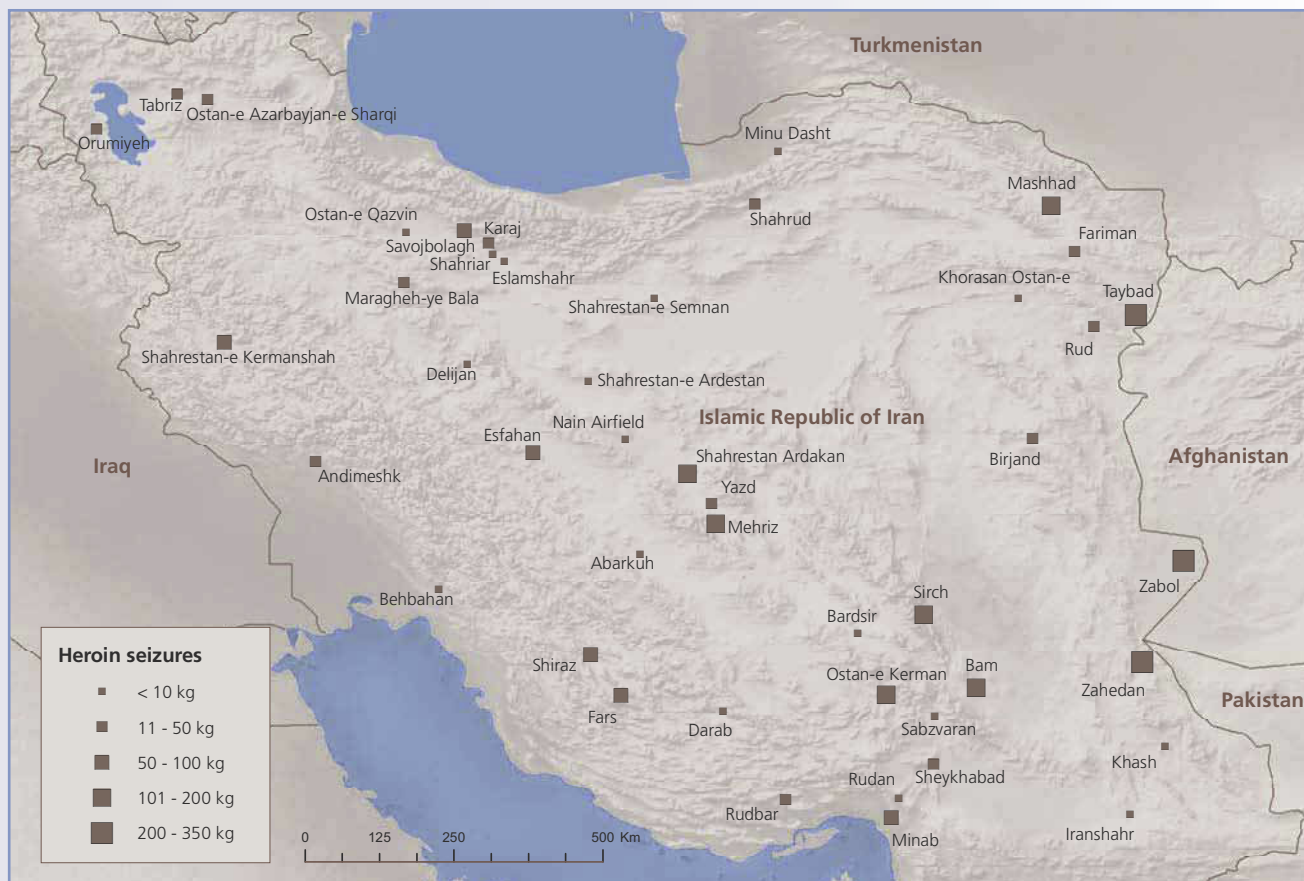 Turkmenistan
Tabriz
Ostan-e Azarbayjan-e Sharqi
Orumiyeh
Minu Dasht
Mashhad
Shahrud
Ostan-e Qazvin
Karaj
Savojbolagh
Shahriar
Eslamshahr
Fariman
Khorasan Ostan-e
Taybad
Maragheh-ye Bala
Shahrestan-e Semnan
Rud
Shahrestan-e Kermanshah
Delijan
Shahrestan-e Ardestan
Nain Airfield
Islamic Republic of Iran
Esfahan
Shahrestan Ardakan
Birjand
Afghanistan
Iraq
Andimeshk
Yazd
Mehriz
Abarkuh
Zabol
Behbahan
Sirch
Bardsir
Heroin seizures
< 10 kg
11 - 50 kg
50 - 100 kg
101 - 200 kg
200 - 350 kg
Shiraz
Ostan-e Kerman
Bam
Zahedan
Pakistan
Fars
Darab
Sabzvaran
Khash
Rudan
Sheykhabad
Rudbar
Minab
Iranshahr
0 125 250 500 Km